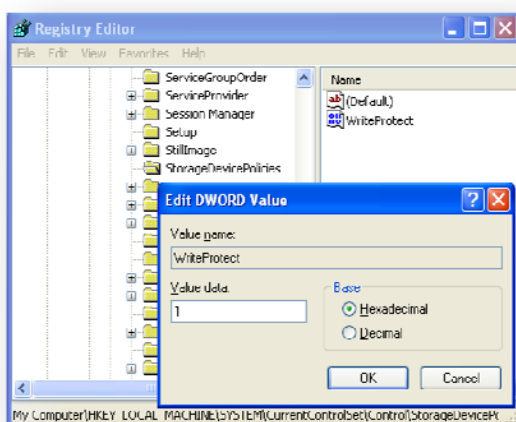 Registry Editor
File Edit View Favorites Help
ServiceGroupOrder
ServiceProvider
Session Manager
Setup
StillImage
StorageDevicePolicies
Name
(Default)
WriteProtect
Edit DWORD Value
Value name:
WriteProtect
Value data:
1
Base
Hexadecimal
Decimal
OK
Cancel
My Computer\HKEY_LOCAL_MACHINE\SYSTEM\CurrentControlSet\Control\StorageDevicePc